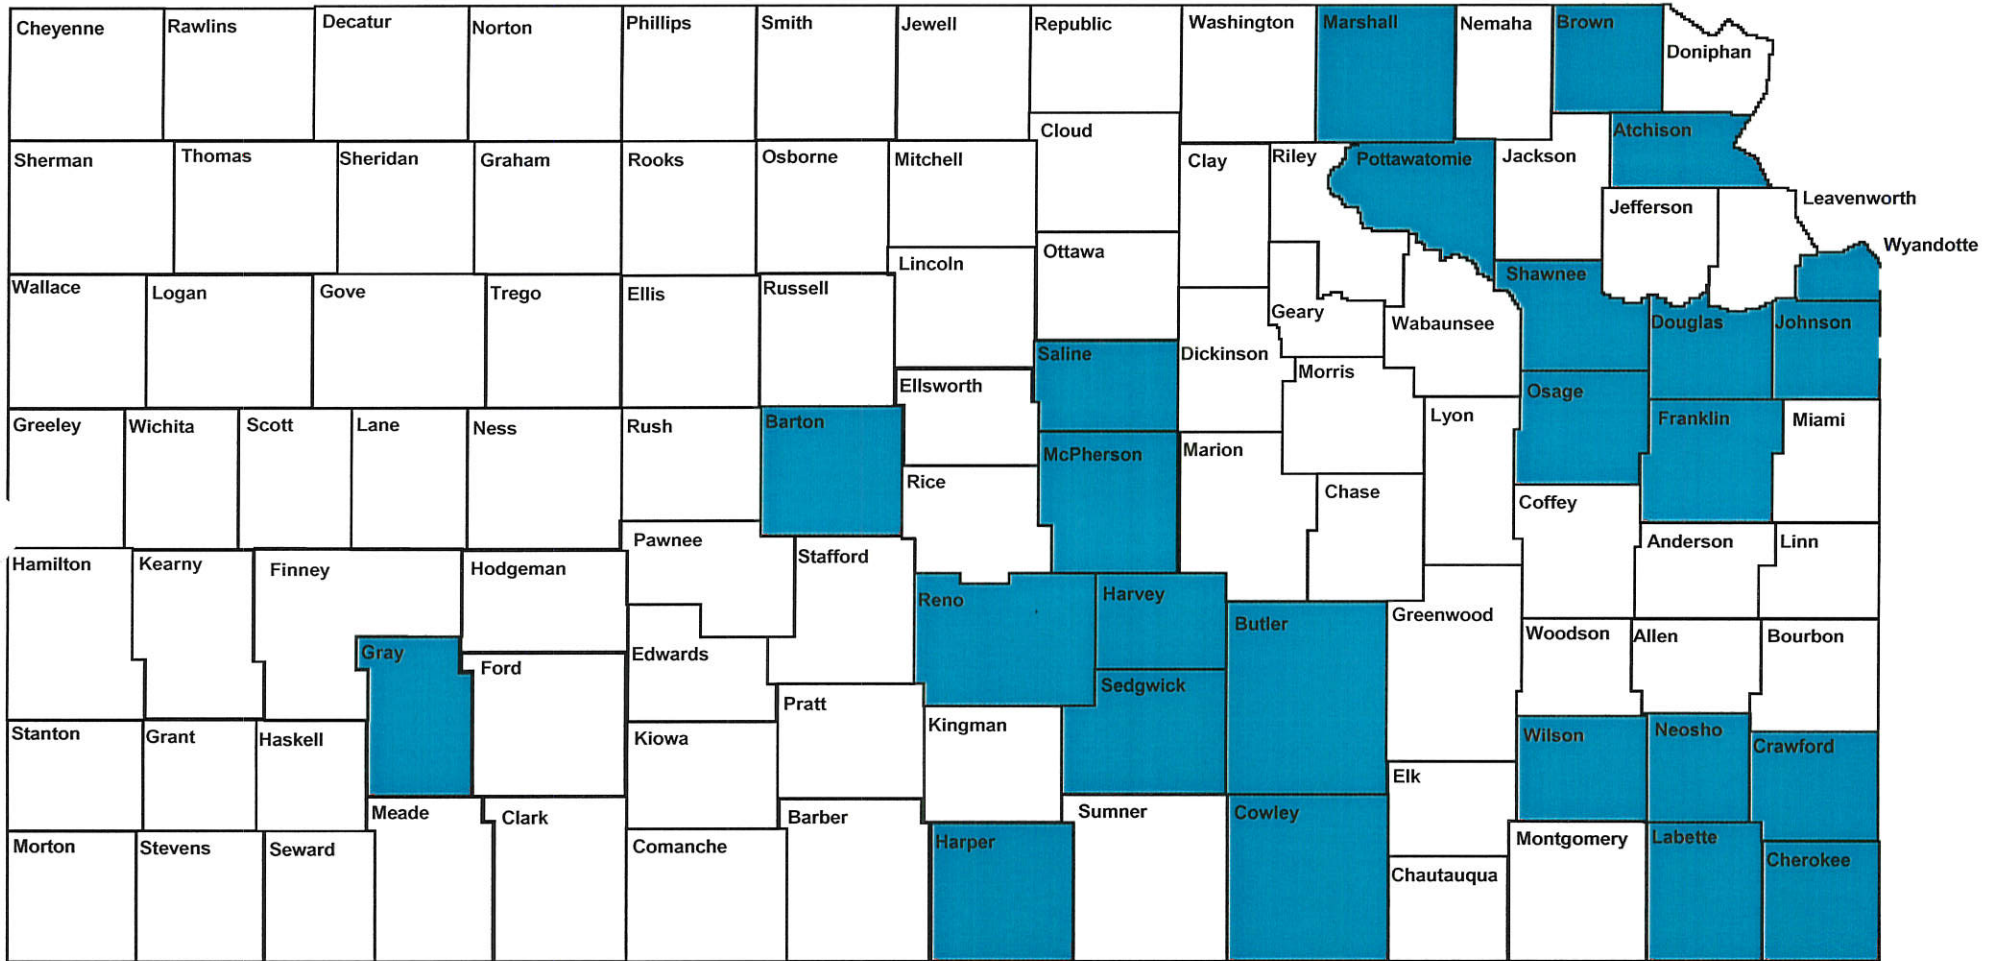 Cheyenne
Rawlins
Decatur
Norton
Phillips
Smith
Jewell
Republic
Washington
Marshall
Nemaha
Brown
Doniphan
Cloud
Atchison
Sherman
Thomas
Sheridan
Graham
Rooks
Osborne
Mitchell
Clay
Riley
Pottawatomie
Jackson
Leavenworth
Jefferson
Wyandotte
Lincoln
Ottawa
Shawnee
Wallace
Logan
Gove
Trego
Ellis
Russell
Geary
Wabaunsee
Douglas
Johnson
Saline
Dickinson
Morris
Ellsworth
Osage
Greeley
Wichita
Scott
Lane
Ness
Rush
Barton
McPherson
Marion
Lyon
Franklin
Miami
Rice
Chase
Coffey
Pawnee
Stafford
Anderson
Linn
Hamilton
Kearny
Finney
Hodgeman
Reno
Harvey
Butler
Greenwood
Woodson
Allen
Bourbon
Gray
Ford
Edwards
Sedgwick
Pratt
Kingman
Stanton
Grant
Haskell
Kiowa
Wilson
Neosho
Crawford
Elk
Meade
Clark
Barber
Sumner
Cowley
Morton
Stevens
Seward
Comanche
Harper
Montgomery
Labette
Cherokee
Chautauqua